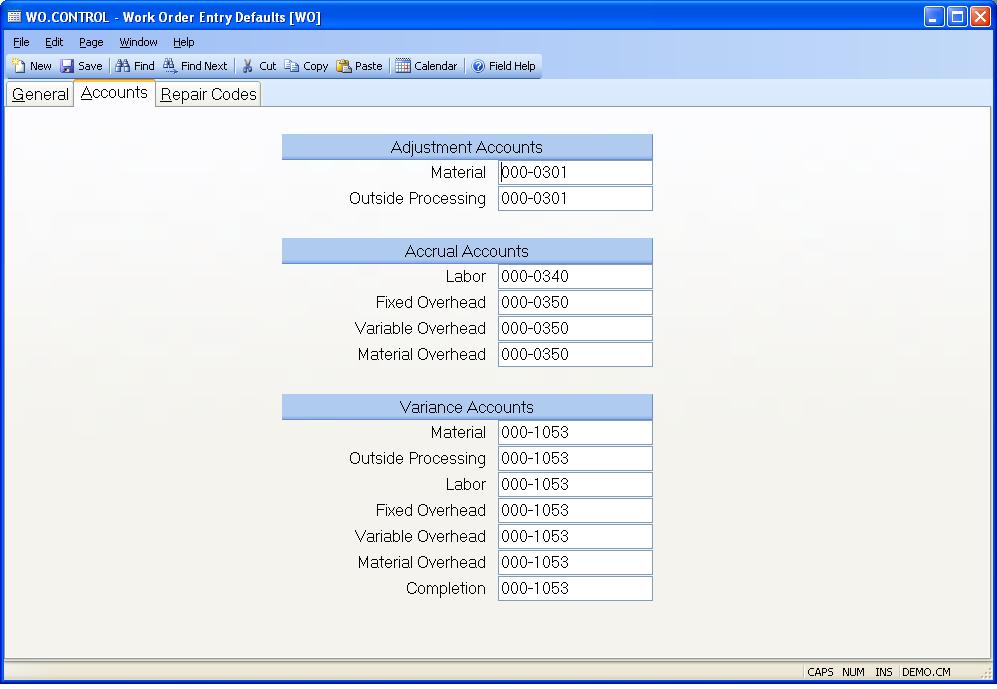 WO.CONTROL - Work Order Entry Defaults [WO]
File Edit Page Window Help
New Save Find Find Next Cut Copy Paste Calendar Field Help
General Accounts Repair Codes
Adjustment Accounts
Material 000-0301
Outside Processing 000-0301
Accrual Accounts
Labor 000-0340
Fixed Overhead 000-0350
Variable Overhead 000-0350
Material Overhead 000-0350
Variance Accounts
Material 000-1053
Outside Processing 000-1053
Labor 000-1053
Fixed Overhead 000-1053
Variable Overhead 000-1053
Material Overhead 000-1053
Completion 000-1053
CAPS NUM INS DEMO.CM